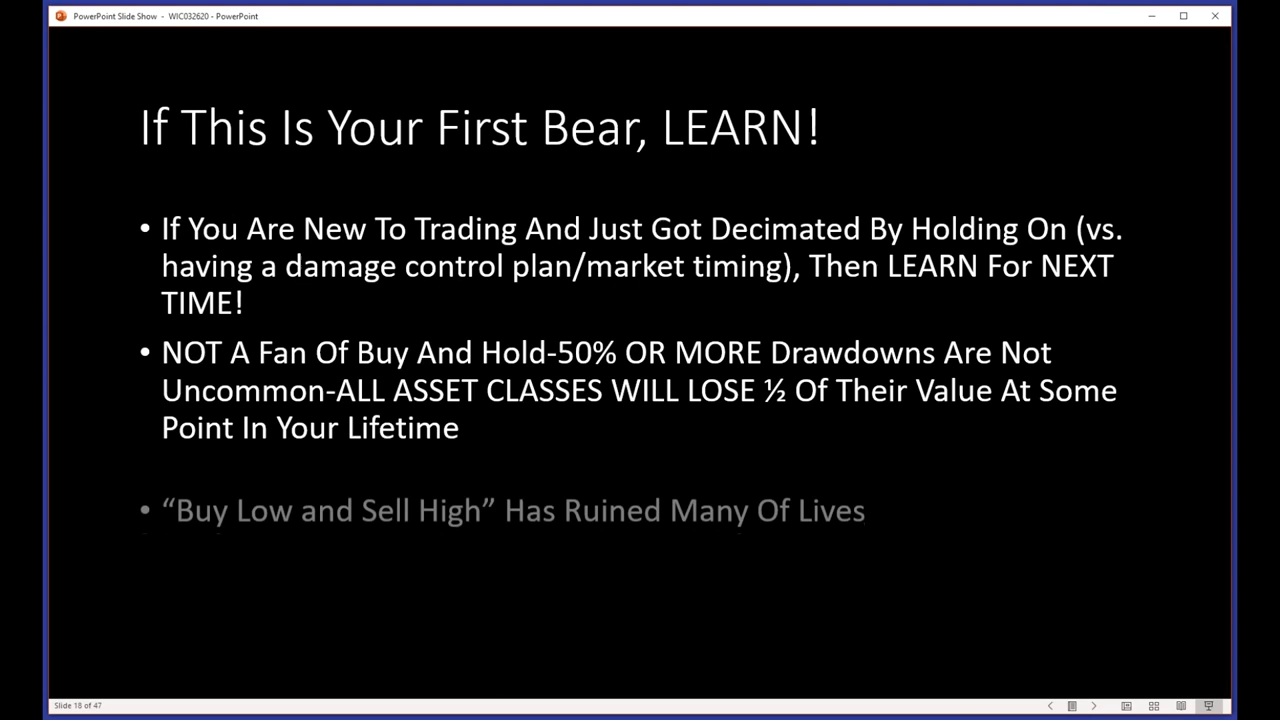 PowerPoint Slide Show - WIC032620 - PowerPoint
If This Is Your First Bear, LEARN!
• If You Are New To Trading And Just Got Decimated By Holding On (vs.
having a damage control plan/market timing), Then LEARN For NEXT
TIME!
• NOT A Fan Of Buy And Hold-50% OR MORE Drawdowns Are Not
Uncommon-ALL ASSET CLASSES WILL LOSE ½ Of Their Value At Some
Point In Your Lifetime
• “Buy Low and Sell High” Has Ruined Many Of Lives
Slide 18 of 47